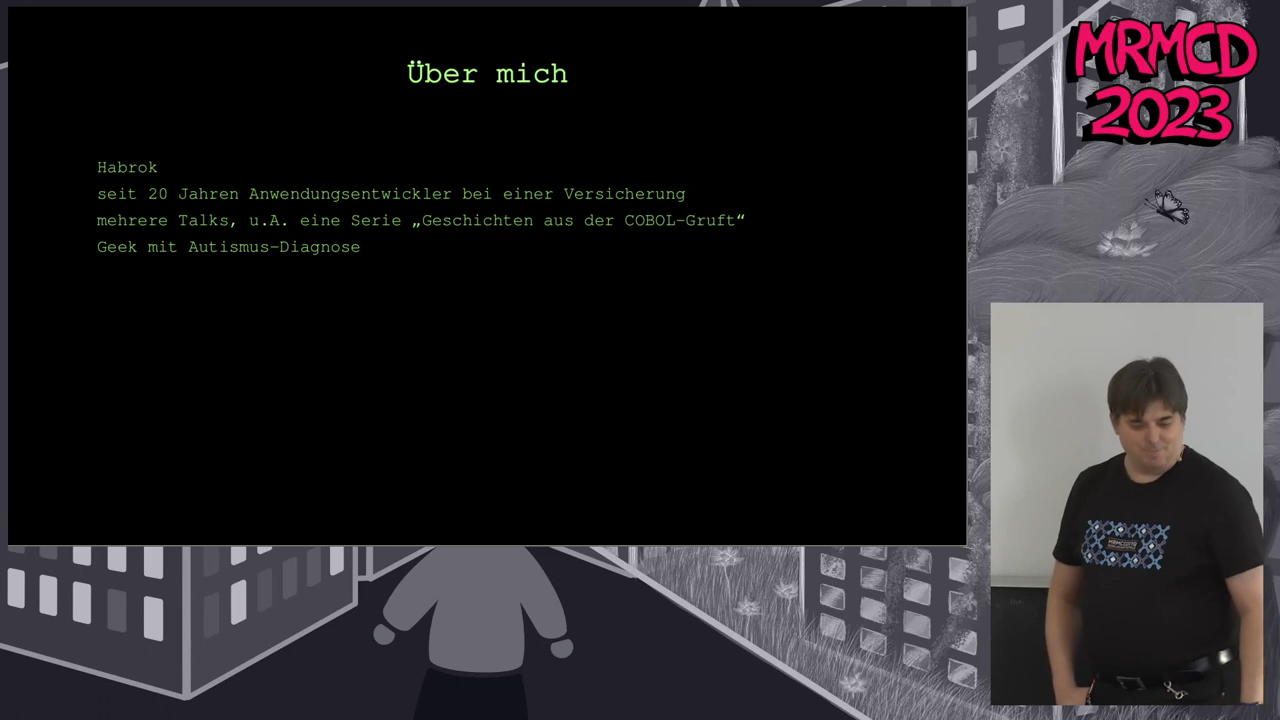 Über mich
Habrok
seit 20 Jahren Anwendungsentwickler bei einer Versicherung
mehrere Talks, u.A. eine Serie „Geschichten aus der COBOL-Gruft“
Geek mit Autismus-Diagnose
MRMCD
2023